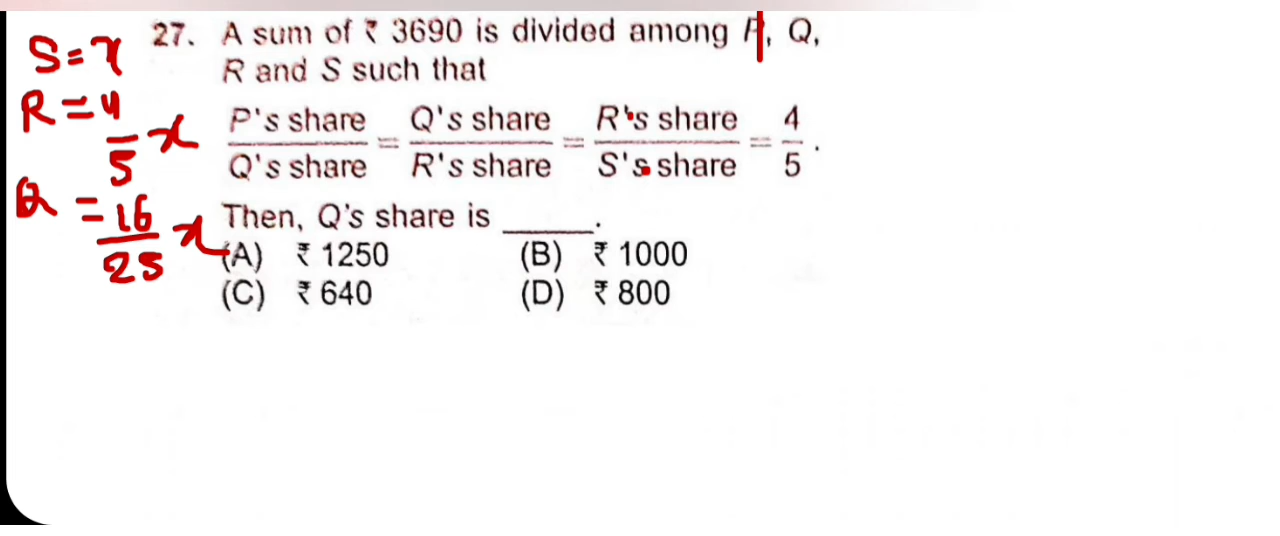 27. A sum of ₹ 3690 is divided among P, Q,
R and S such that
P's share / Q's share = Q's share / R's share = R's share / S's share = 4 / 5 .
Then, Q's share is ______.
(A) ₹ 1250 (B) ₹ 1000
(C) ₹ 640 (D) ₹ 800
S = x
R = 4/5 x
Q = 16/25 x